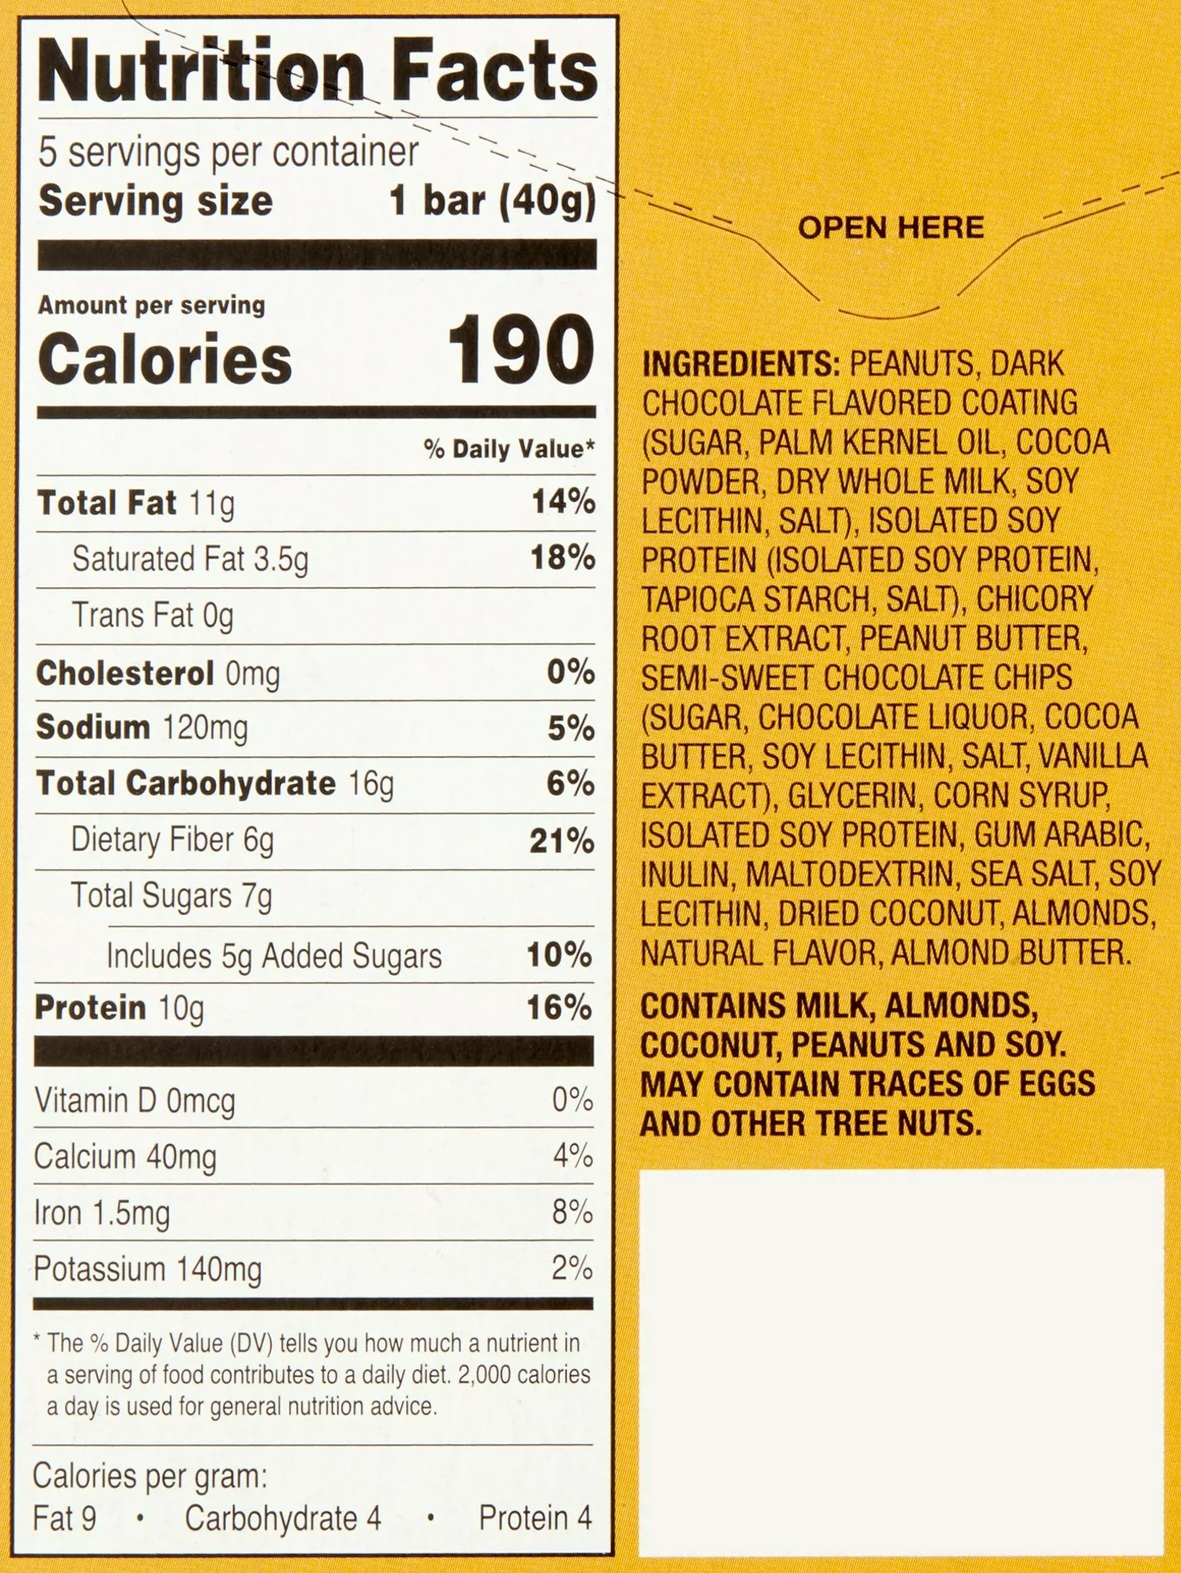 Nutrition Facts
5 servings per container
Serving size 1 bar (40g)
Amount per serving
Calories 190
% Daily Value*
Total Fat 11g 14%
Saturated Fat 3.5g 18%
Trans Fat 0g
Cholesterol 0mg 0%
Sodium 120mg 5%
Total Carbohydrate 16g 6%
Dietary Fiber 6g 21%
Total Sugars 7g
Includes 5g Added Sugars 10%
Protein 10g 16%
Vitamin D 0mcg 0%
Calcium 40mg 4%
Iron 1.5mg 8%
Potassium 140mg 2%
* The % Daily Value (DV) tells you how much a nutrient in
a serving of food contributes to a daily diet. 2,000 calories
a day is used for general nutrition advice.
Calories per gram:
Fat 9 • Carbohydrate 4 • Protein 4
OPEN HERE
INGREDIENTS: PEANUTS, DARK
CHOCOLATE FLAVORED COATING
(SUGAR, PALM KERNEL OIL, COCOA
POWDER, DRY WHOLE MILK, SOY
LECITHIN, SALT), ISOLATED SOY
PROTEIN (ISOLATED SOY PROTEIN,
TAPIOCA STARCH, SALT), CHICORY
ROOT EXTRACT, PEANUT BUTTER,
SEMI-SWEET CHOCOLATE CHIPS
(SUGAR, CHOCOLATE LIQUOR, COCOA
BUTTER, SOY LECITHIN, SALT, VANILLA
EXTRACT), GLYCERIN, CORN SYRUP,
ISOLATED SOY PROTEIN, GUM ARABIC,
INULIN, MALTODEXTRIN, SEA SALT, SOY
LECITHIN, DRIED COCONUT, ALMONDS,
NATURAL FLAVOR, ALMOND BUTTER.
CONTAINS MILK, ALMONDS,
COCONUT, PEANUTS AND SOY.
MAY CONTAIN TRACES OF EGGS
AND OTHER TREE NUTS.